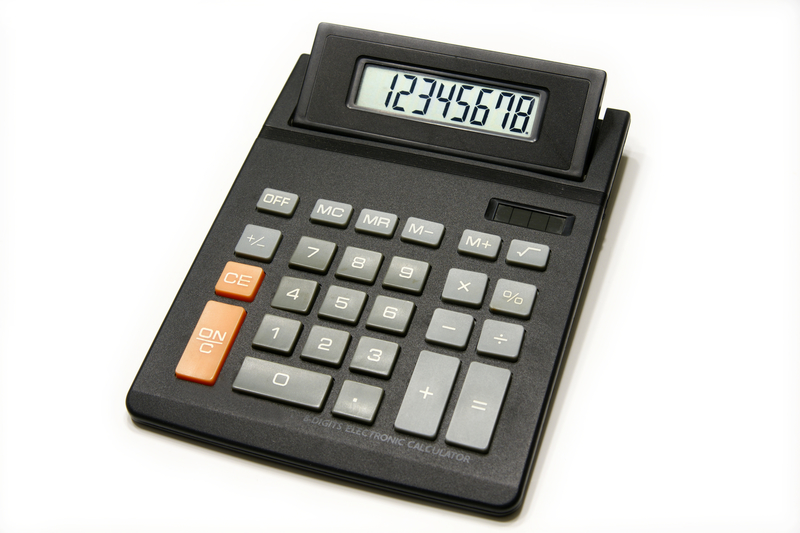 12345678.
OFF MC MR M− M+ √
+/− 7 8 9 × %
CE 4 5 6 − ÷
ON/C 1 2 3 + =
0 .
8-DIGITS ELECTRONIC CALCULATOR